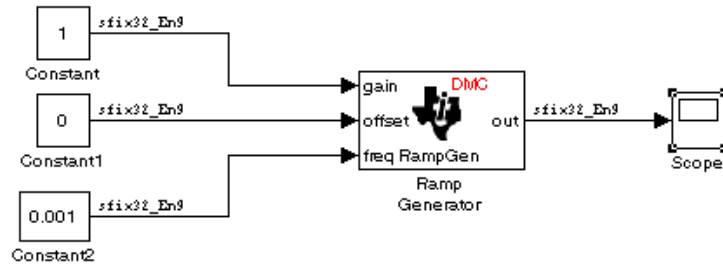 1
sfix32_En9
Constant
0
sfix32_En9
Constant1
0.001
sfix32_En9
Constant2
gain
DMC
offset
out
freq RampGen
Ramp
Generator
sfix32_En9
Scope